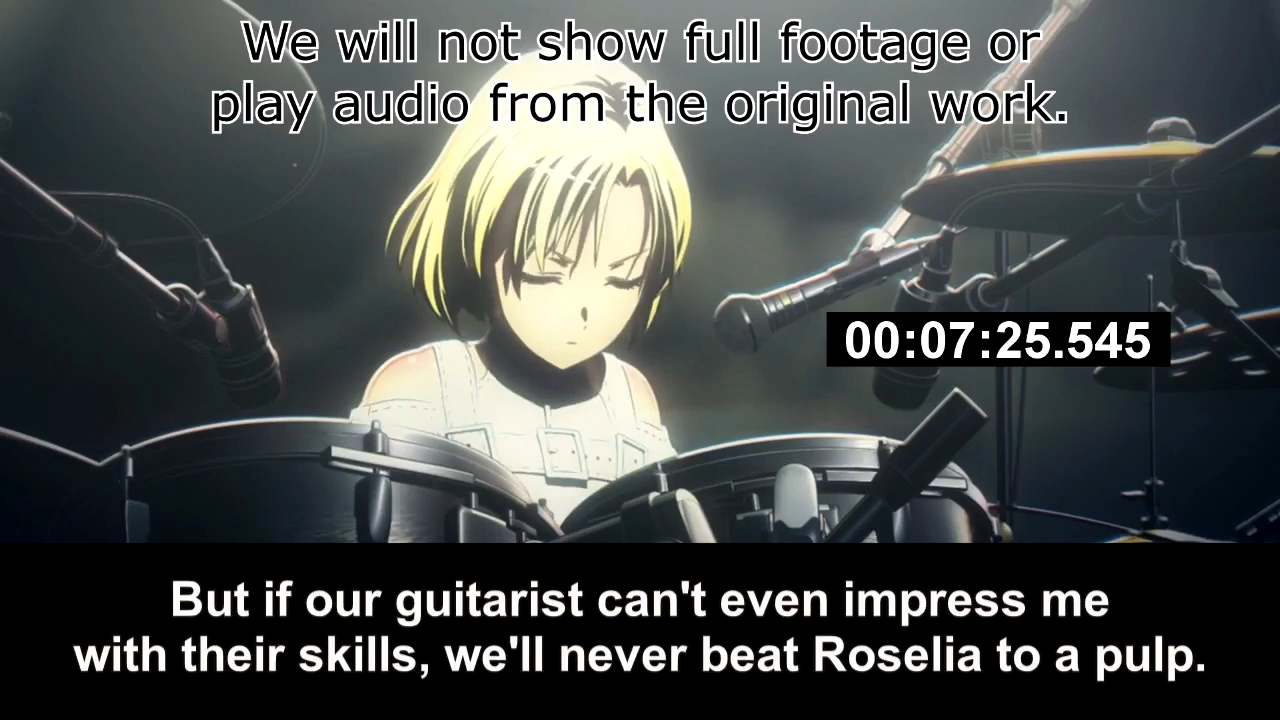 We will not show full footage or
play audio from the original work.
00:07:25.545
But if our guitarist can't even impress me
with their skills, we'll never beat Roselia to a pulp.